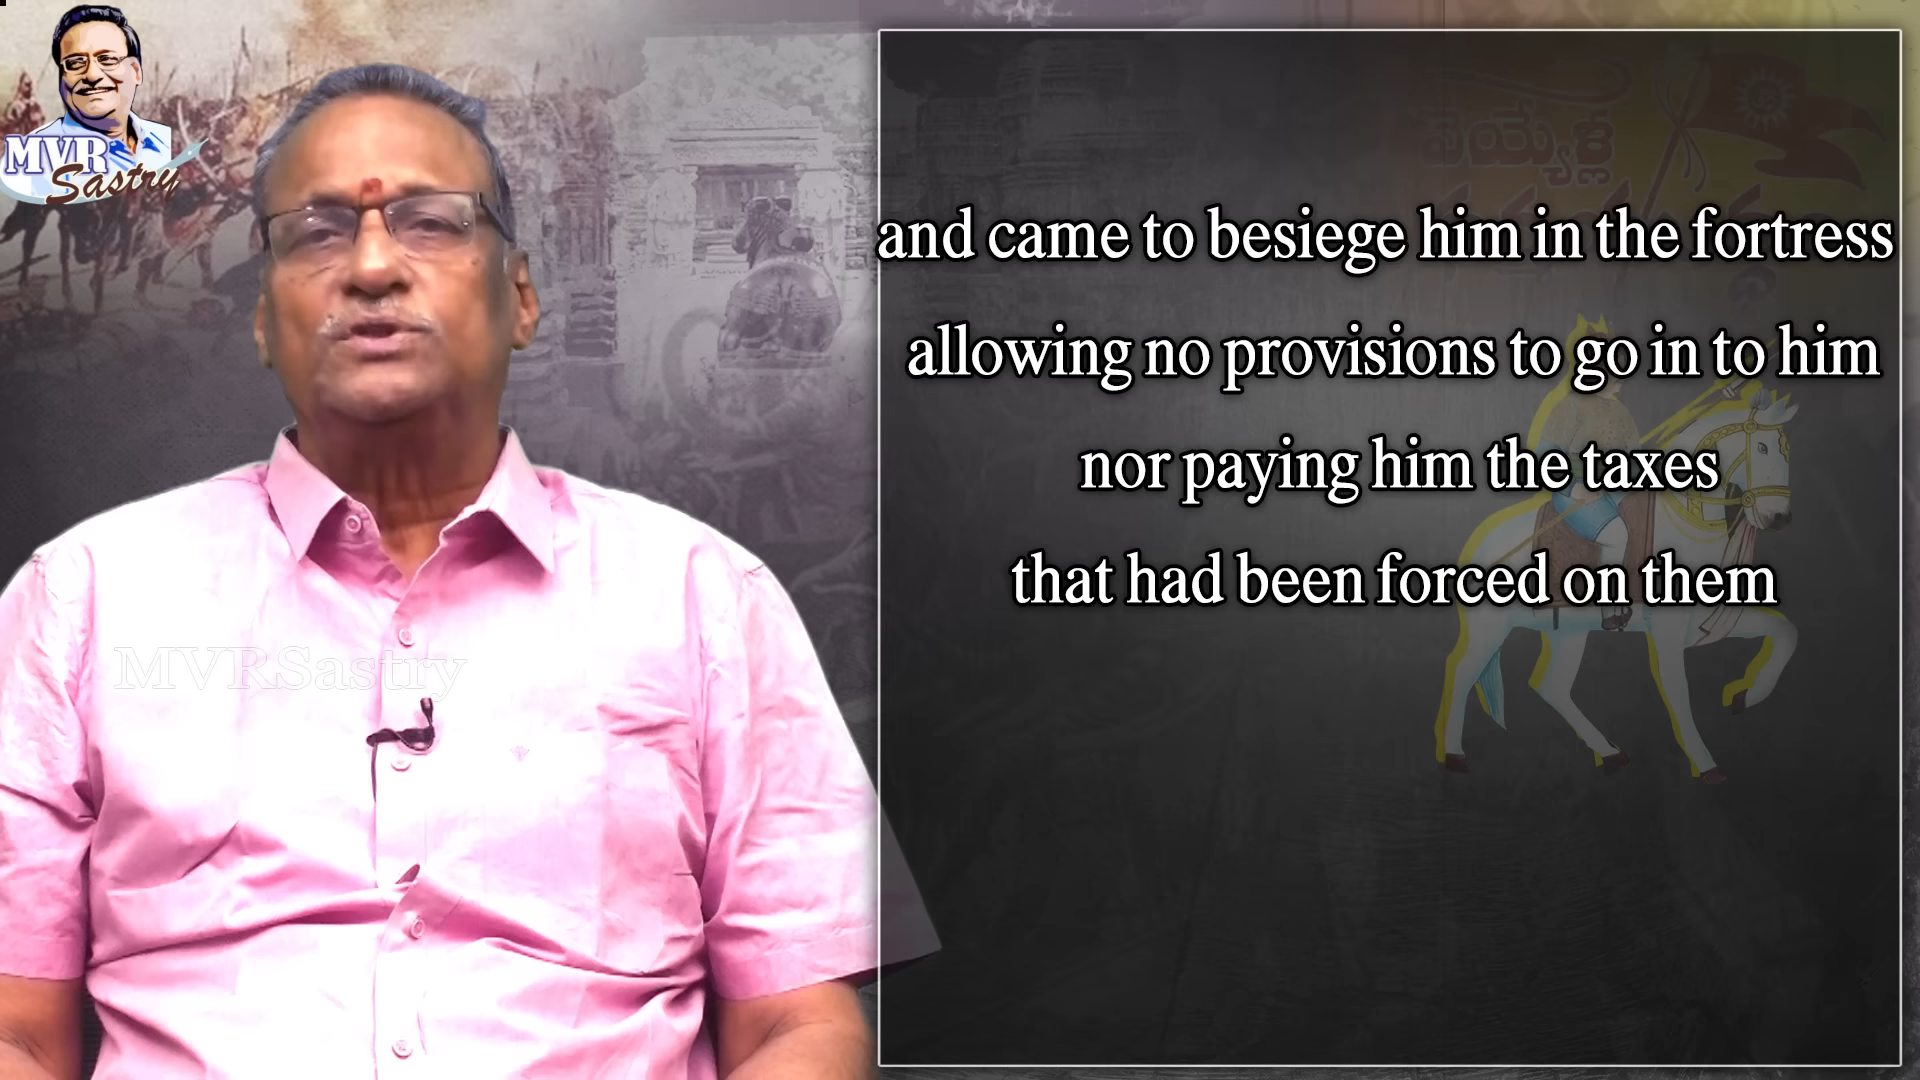 MVR
Sastry
and came to besiege him in the fortress
allowing no provisions to go in to him
nor paying him the taxes
that had been forced on them
MVRSastry